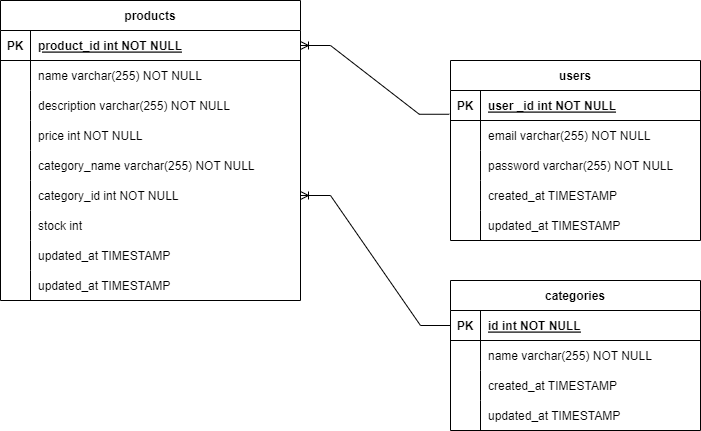 products
PK product_id int NOT NULL
name varchar(255) NOT NULL
description varchar(255) NOT NULL
price int NOT NULL
category_name varchar(255) NOT NULL
category_id int NOT NULL
stock int
updated_at TIMESTAMP
updated_at TIMESTAMP
users
PK user _id int NOT NULL
email varchar(255) NOT NULL
password varchar(255) NOT NULL
created_at TIMESTAMP
updated_at TIMESTAMP
categories
PK id int NOT NULL
name varchar(255) NOT NULL
created_at TIMESTAMP
updated_at TIMESTAMP